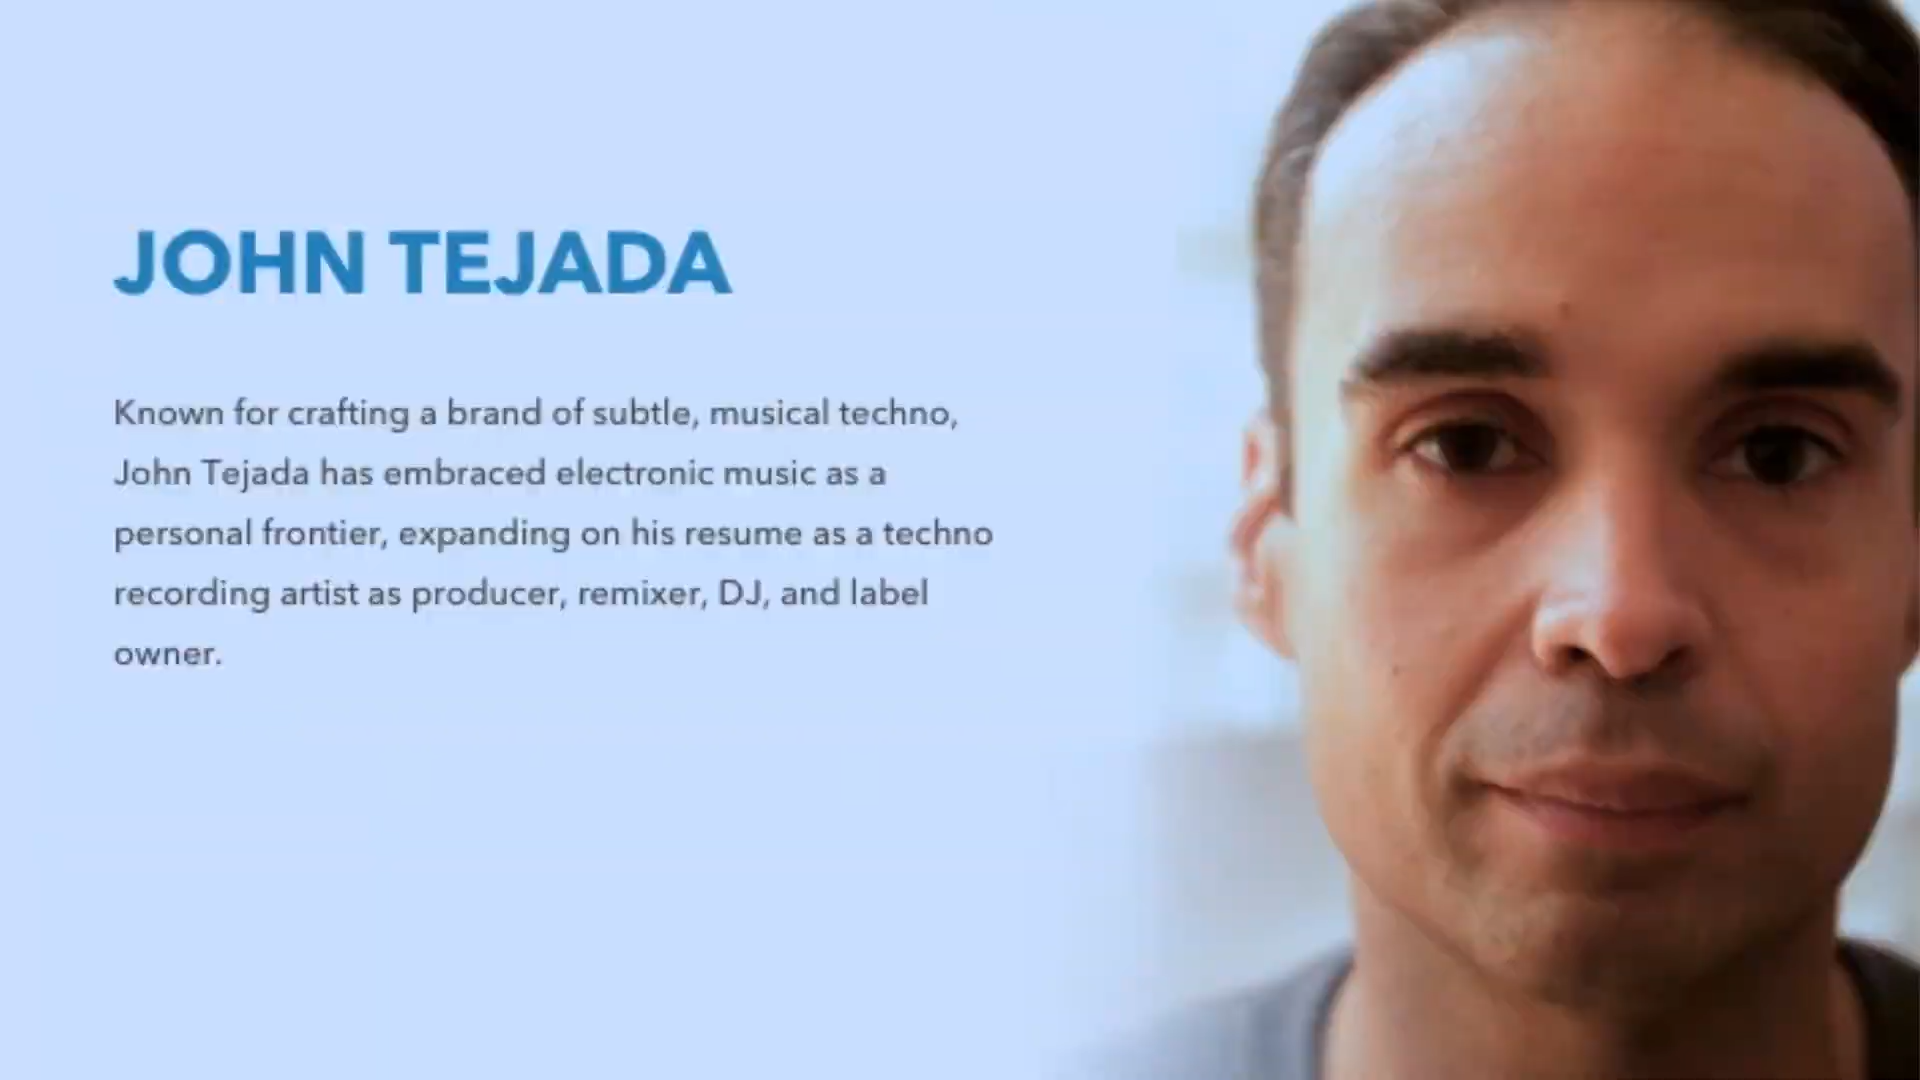 JOHN TEJADA
Known for crafting a brand of subtle, musical techno,
John Tejada has embraced electronic music as a
personal frontier, expanding on his resume as a techno
recording artist as producer, remixer, DJ, and label
owner.